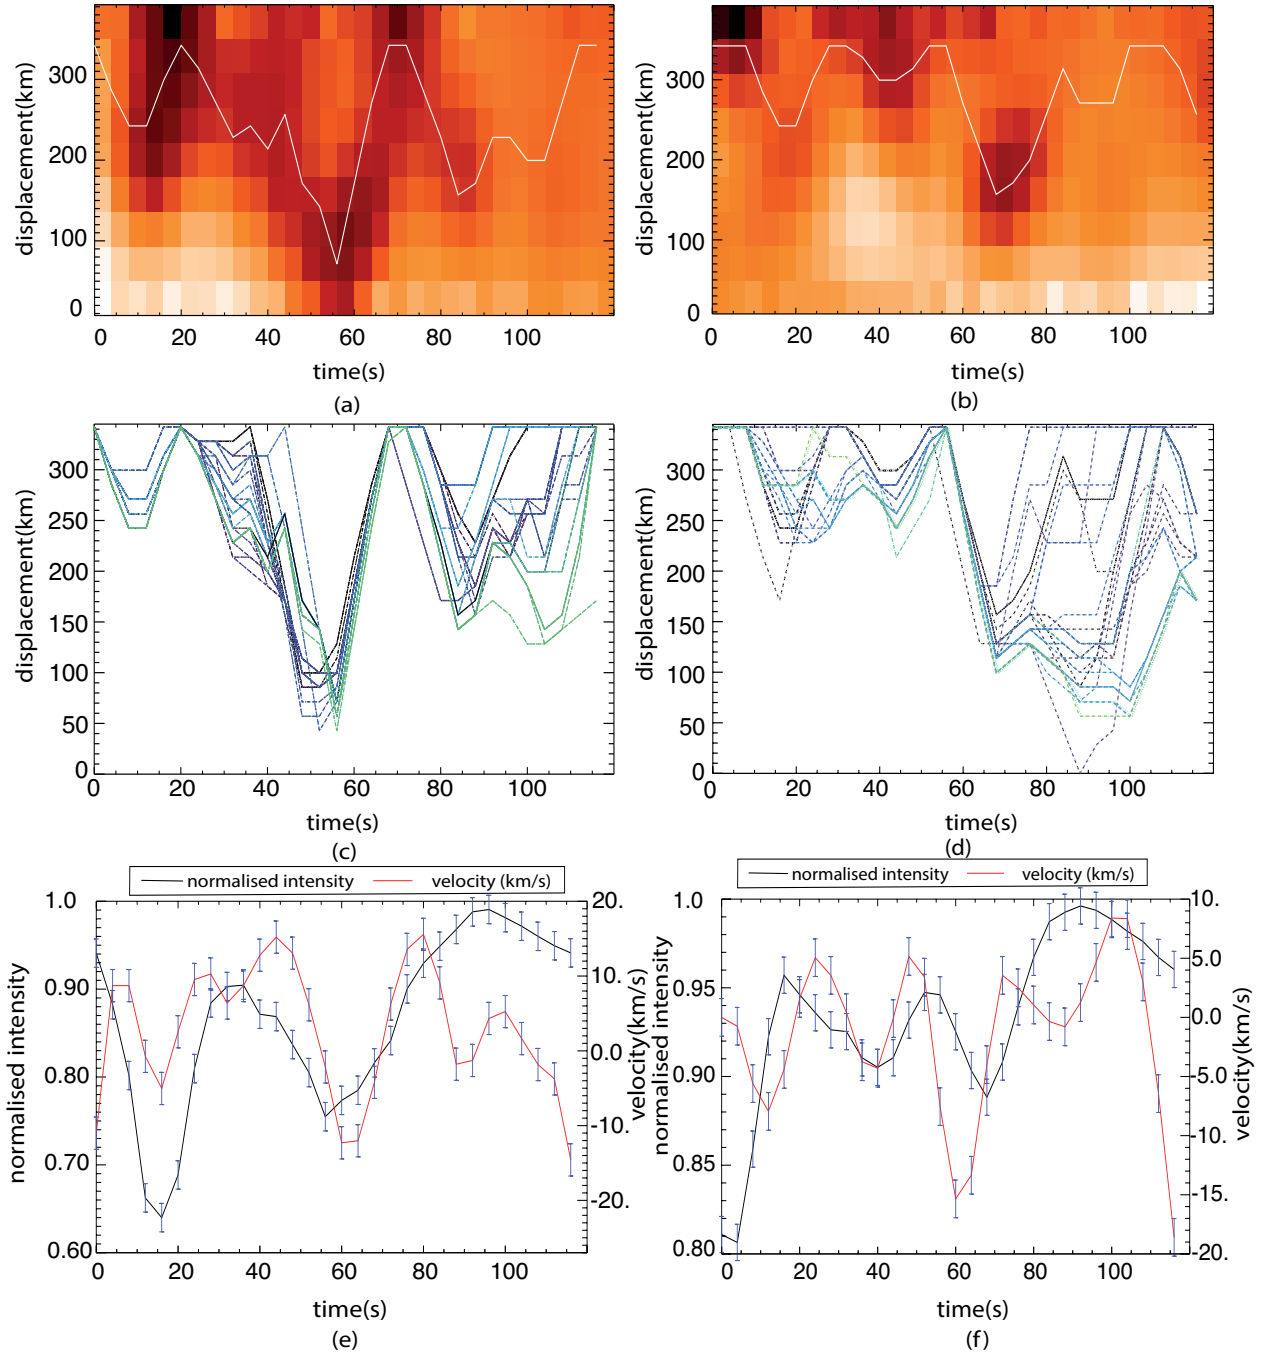 displacement(km)
300
200
100
0
0 20 40 60 80 100
time(s)
(a)
displacement(km)
300
200
100
0
0 20 40 60 80 100
time(s)
(b)
displacement(km)
300
250
200
150
100
50
0
0 20 40 60 80 100
time(s)
(c)
displacement(km)
300
250
200
150
100
50
0
0 20 40 60 80 100
time(s)
(d)
normalised intensity velocity (km/s)
normalised intensity
1.0
0.90
0.80
0.70
0.60
20.
10.
0.0
-10.
-20.
velocity(km/s)
0 20 40 60 80 100
time(s)
(e)
normalised intensity velocity (km/s)
normalised intensity
1.0
0.95
0.90
0.85
0.80
10.
5.0
0.0
-5.0
-10.
-15.
-20.
velocity(km/s)
0 20 40 60 80 100
time(s)
(f)